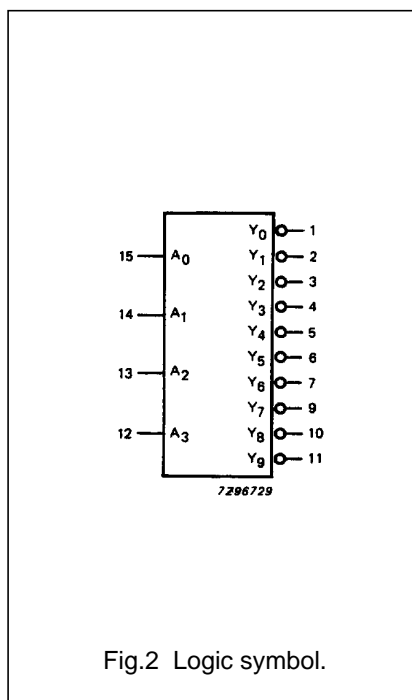 Y0 1
15 A0 Y1 2
Y2 3
14 A1 Y3 4
Y4 5
13 A2 Y5 6
Y6 7
Y7 9
12 A3 Y8 10
Y9 11
7296729
Fig.2 Logic symbol.